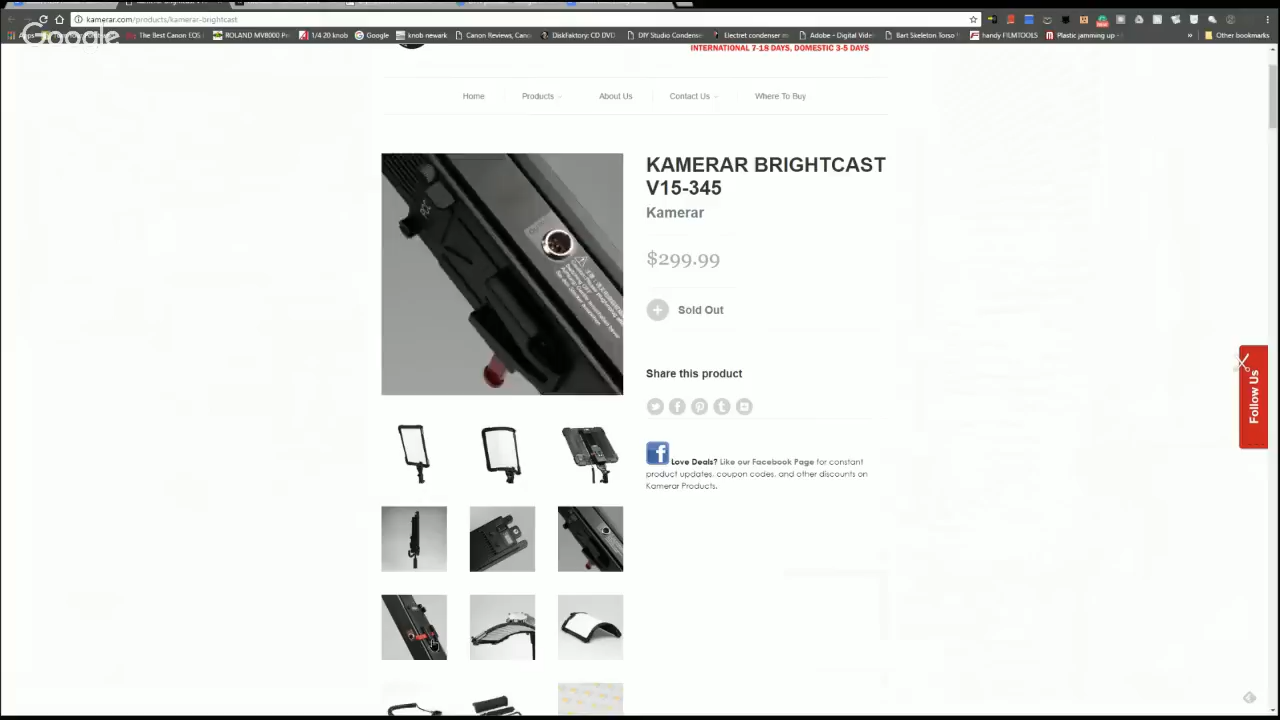 kamerar.com/products/kamerar-brightcast
Google
Apps
The Best Canon EOS
ROLAND MV8000 P
1/4 20 knob
Google
knob newark
Canon Reviews, Cano
DiskFaktory: CD DVD
DIY Studio Condense
Electret condenser m
Adobe - Digital Vide
Bart Skeleton Torso
handy FILMTOOLS
Plastic jamming up -
»
Other bookmarks
INTERNATIONAL 7-18 DAYS, DOMESTIC 3-5 DAYS
Home
Products
About Us
Contact Us
Where To Buy
KAMERAR BRIGHTCAST
V15-345
Kamerar
$299.99
Sold Out
Share this product
Love Deals? Like our Facebook Page for constant
product updates, coupon codes, and other discounts on
Kamerar Products.
Follow Us